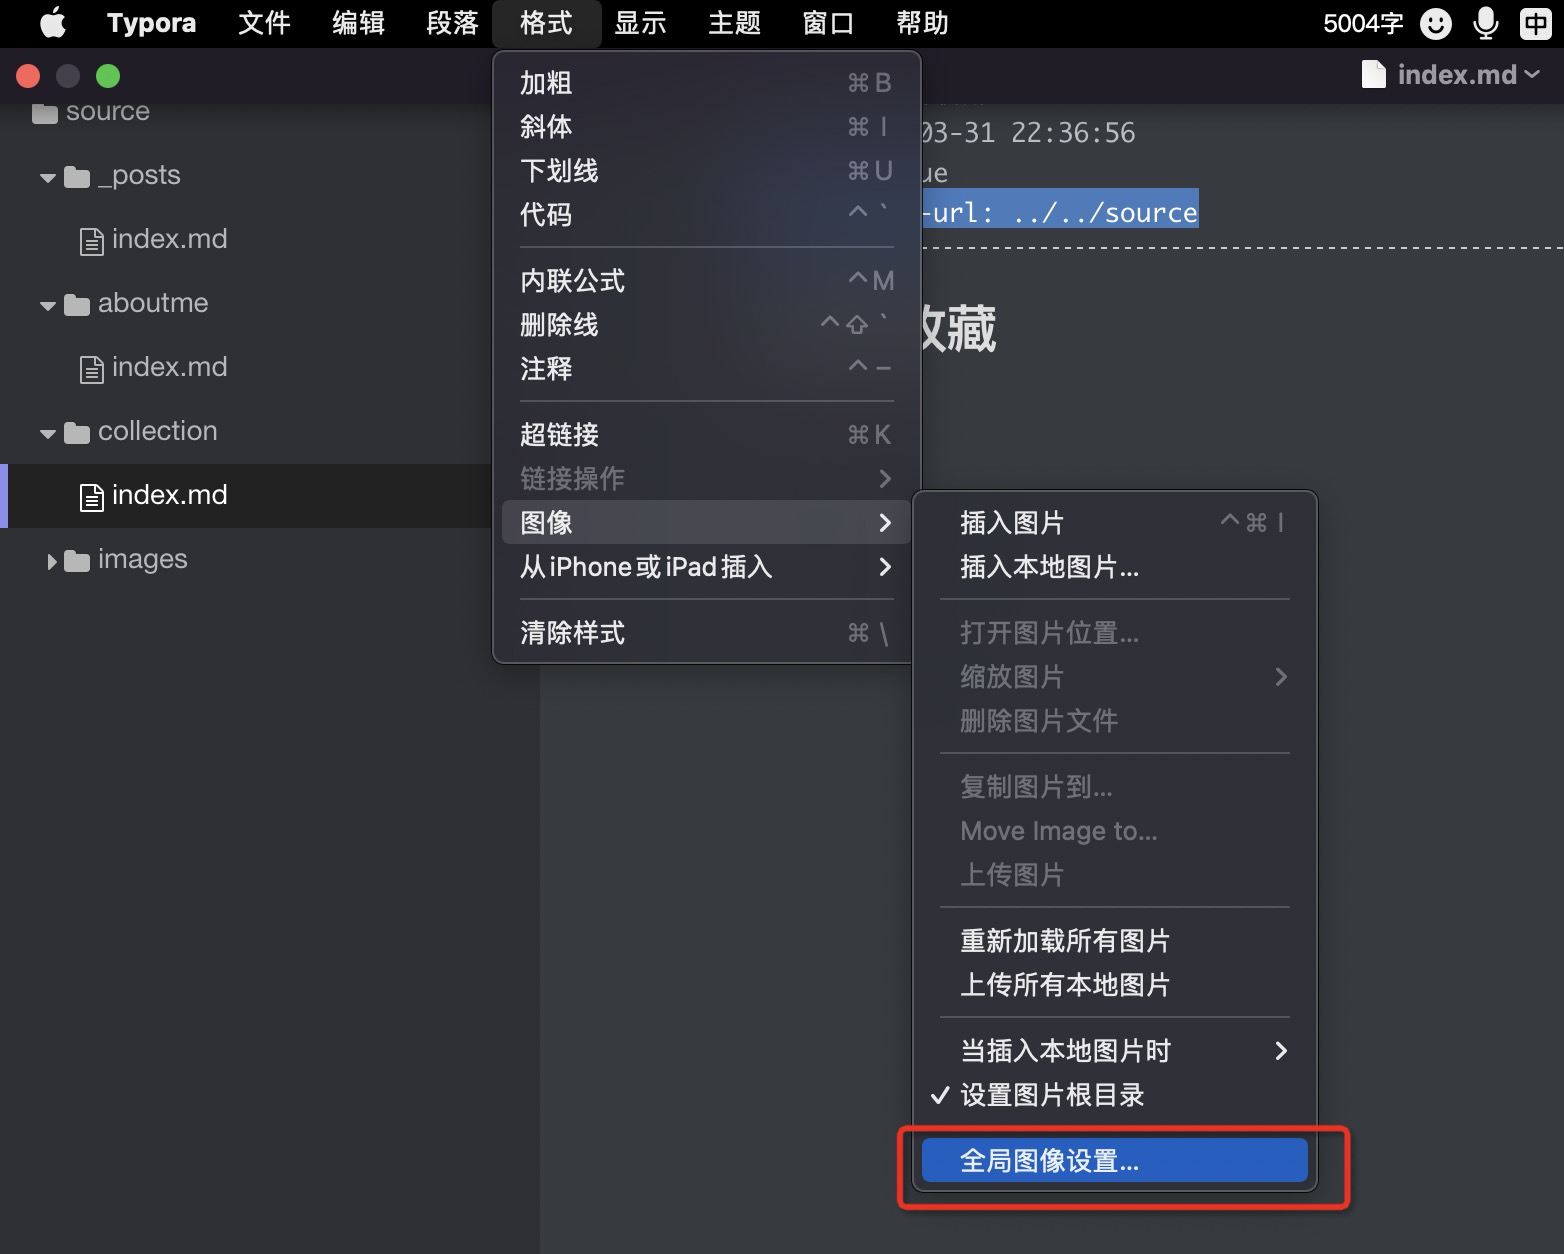 Typora 文件 编辑 段落 格式 显示 主题 窗口 帮助 5004字 中
index.md
source
_posts
index.md
aboutme
index.md
collection
index.md
images
加粗 ⌘B
斜体 ⌘I
下划线 ⌘U
代码 ^`
内联公式 ^M
删除线 ^⇧`
注释 ^-
超链接 ⌘K
链接操作
图像
从iPhone或iPad插入
清除样式 ⌘\
03-31 22:36:56
ue
-url: ../../source
收藏
插入图片 ^⌘I
插入本地图片...
打开图片位置...
缩放图片
删除图片文件
复制图片到...
Move Image to...
上传图片
重新加载所有图片
上传所有本地图片
当插入本地图片时
✓ 设置图片根目录
全局图像设置...